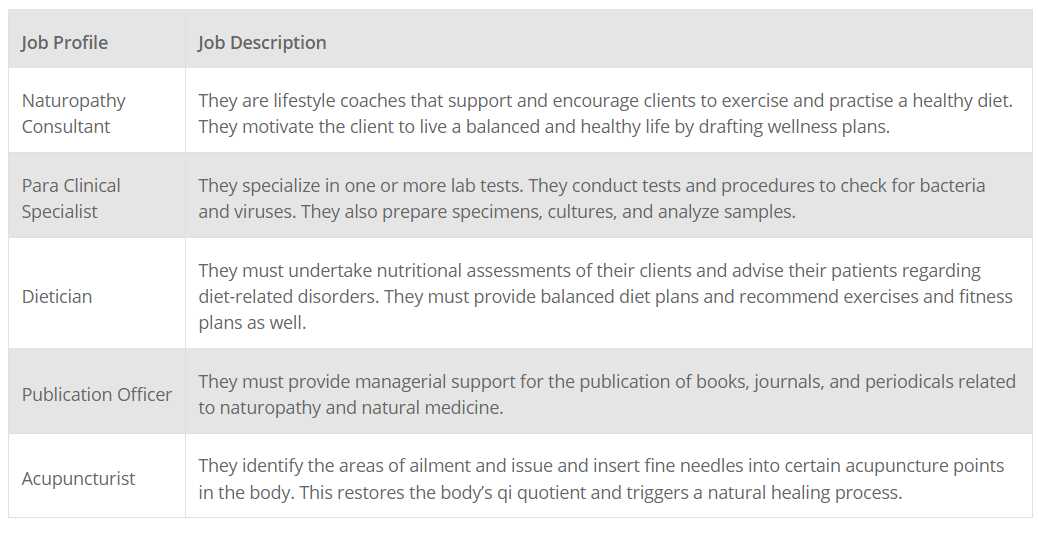 Job Profile
Job Description
Naturopathy
Consultant
They are lifestyle coaches that support and encourage clients to exercise and practise a healthy diet.
They motivate the client to live a balanced and healthy life by drafting wellness plans.
Para Clinical
Specialist
They specialize in one or more lab tests. They conduct tests and procedures to check for bacteria
and viruses. They also prepare specimens, cultures, and analyze samples.
Dietician
They must undertake nutritional assessments of their clients and advise their patients regarding
diet-related disorders. They must provide balanced diet plans and recommend exercises and fitness
plans as well.
Publication Officer
They must provide managerial support for the publication of books, journals, and periodicals related
to naturopathy and natural medicine.
Acupuncturist
They identify the areas of ailment and issue and insert fine needles into certain acupuncture points
in the body. This restores the body’s qi quotient and triggers a natural healing process.